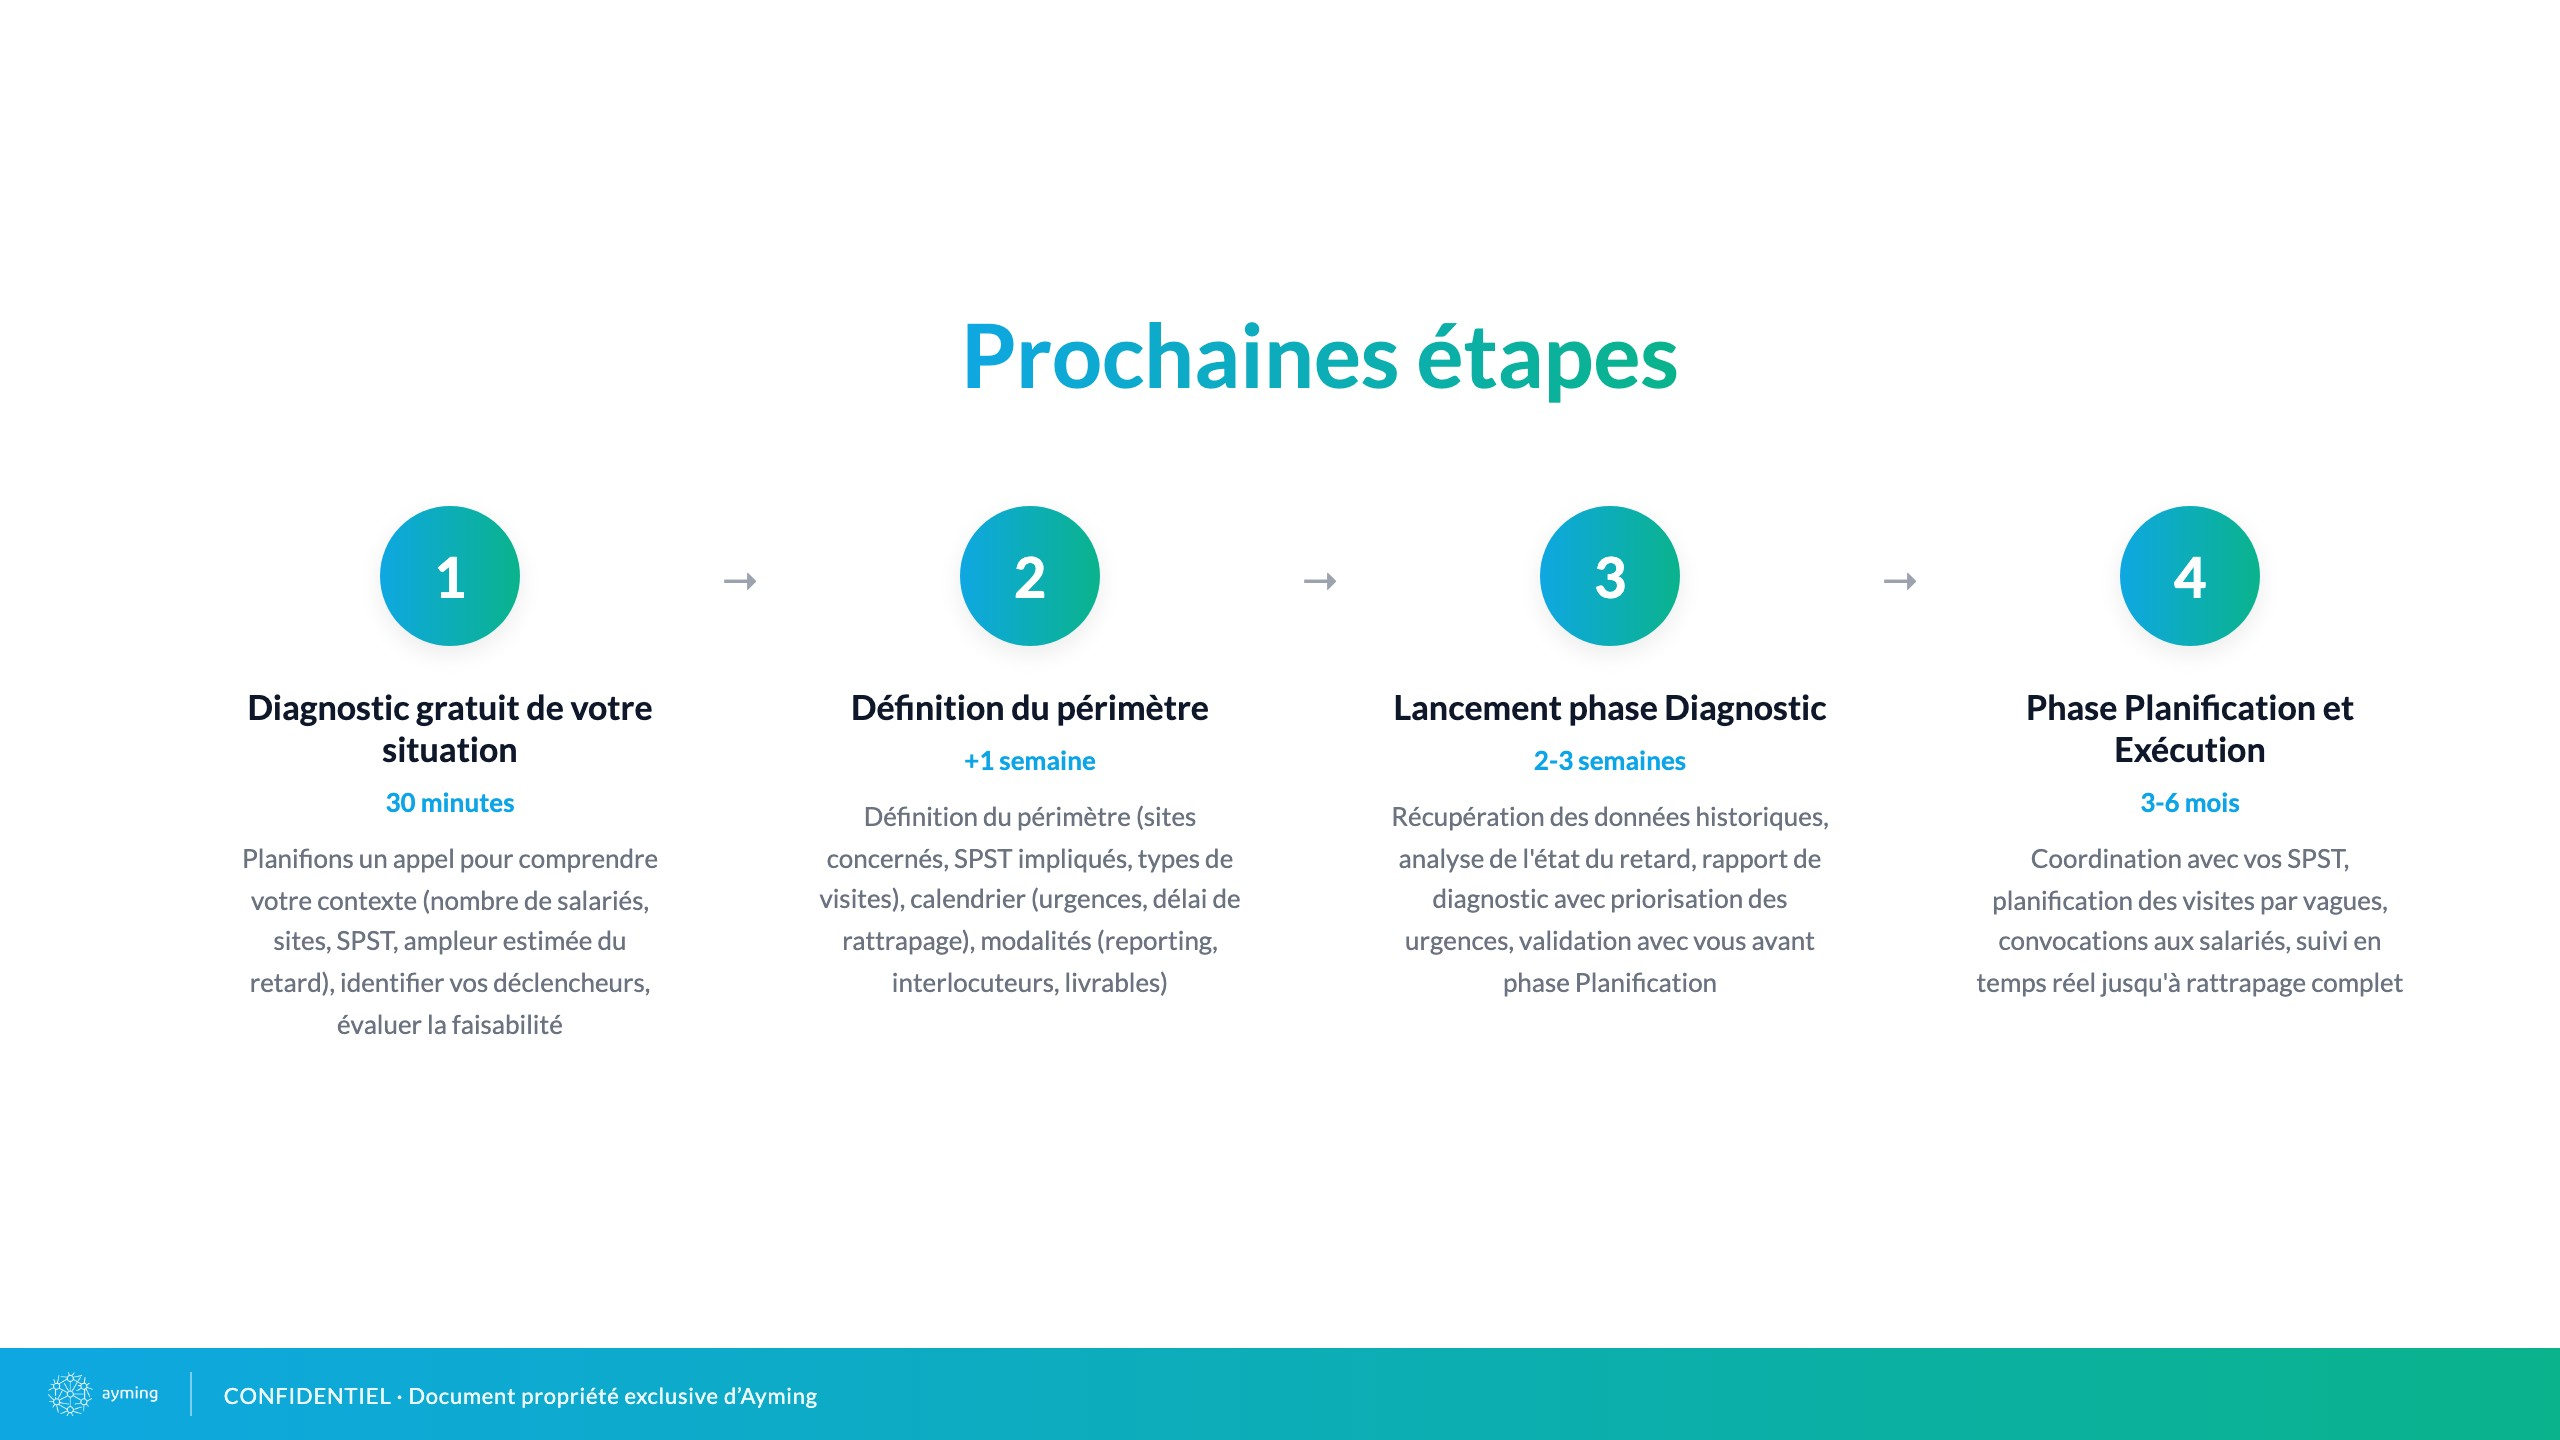 Prochaines étapes
1
→
2
→
3
→
4
Diagnostic gratuit de votre
situation
30 minutes
Planifions un appel pour comprendre
votre contexte (nombre de salariés,
sites, SPST, ampleur estimée du
retard), identifier vos déclencheurs,
évaluer la faisabilité
Définition du périmètre
+1 semaine
Définition du périmètre (sites
concernés, SPST impliqués, types de
visites), calendrier (urgences, délai de
rattrapage), modalités (reporting,
interlocuteurs, livrables)
Lancement phase Diagnostic
2-3 semaines
Récupération des données historiques,
analyse de l'état du retard, rapport de
diagnostic avec priorisation des
urgences, validation avec vous avant
phase Planification
Phase Planification et
Exécution
3-6 mois
Coordination avec vos SPST,
planification des visites par vagues,
convocations aux salariés, suivi en
temps réel jusqu'à rattrapage complet
ayming
CONFIDENTIEL · Document propriété exclusive d’Ayming